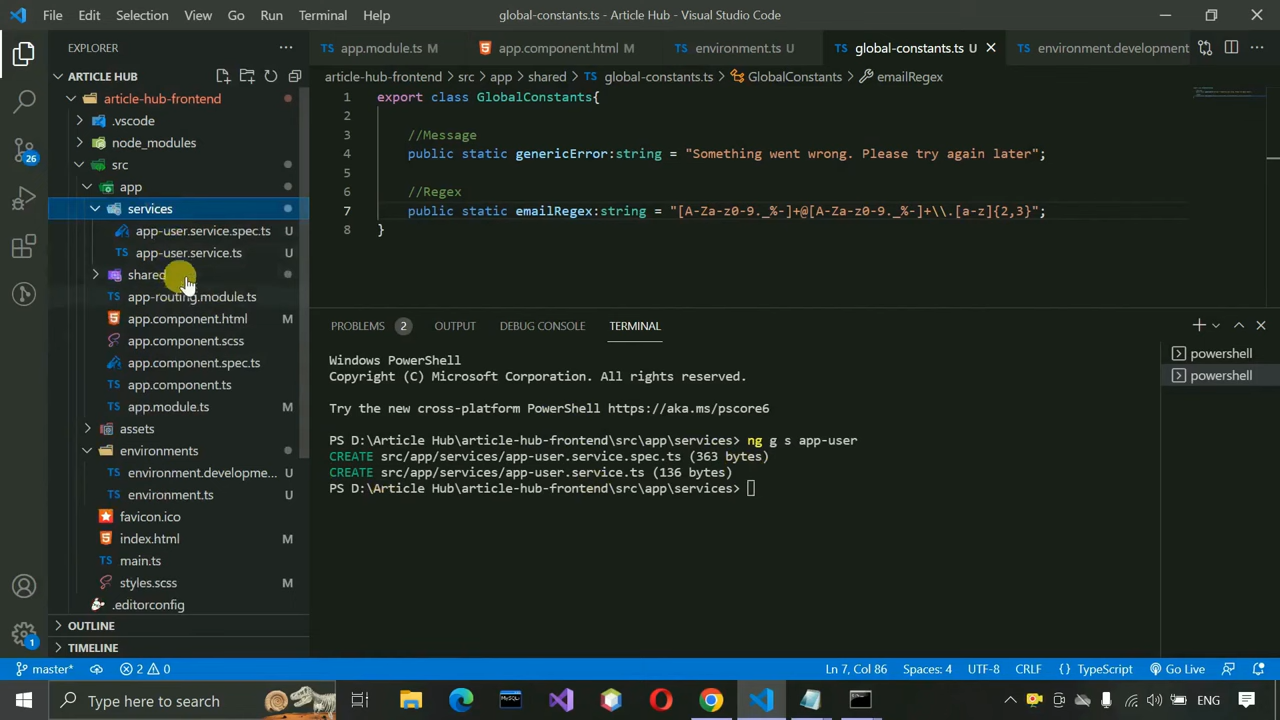 File Edit Selection View Go Run Terminal Help
global-constants.ts - Article Hub - Visual Studio Code
EXPLORER
ARTICLE HUB
article-hub-frontend
.vscode
node_modules
src
app
services
app-user.service.spec.ts U
app-user.service.ts U
shared
app-routing.module.ts
app.component.html M
app.component.scss
app.component.spec.ts
app.component.ts
app.module.ts M
assets
environments
environment.developme... U
environment.ts U
favicon.ico
index.html M
main.ts
styles.scss M
.editorconfig
OUTLINE
TIMELINE
26
1
TS app.module.ts M app.component.html M TS environment.ts U TS global-constants.ts U TS environment.development
article-hub-frontend > src > app > shared > TS global-constants.ts > GlobalConstants > emailRegex
1 export class GlobalConstants{
2
3 //Message
4 public static genericError:string = "Something went wrong. Please try again later";
5
6 //Regex
7 public static emailRegex:string = "[A-Za-z0-9._%-]+@[A-Za-z0-9._%-]+\\.[a-z]{2,3}";
8 }
PROBLEMS 2 OUTPUT DEBUG CONSOLE TERMINAL
powershell
powershell
Windows PowerShell
Copyright (C) Microsoft Corporation. All rights reserved.
Try the new cross-platform PowerShell https://aka.ms/pscore6
PS D:\Article Hub\article-hub-frontend\src\app\services> ng g s app-user
CREATE src/app/services/app-user.service.spec.ts (363 bytes)
CREATE src/app/services/app-user.service.ts (136 bytes)
PS D:\Article Hub\article-hub-frontend\src\app\services>
master* 2 0 Ln 7, Col 86 Spaces: 4 UTF-8 CRLF {} TypeScript Go Live
Type here to search
MySQL
ENG